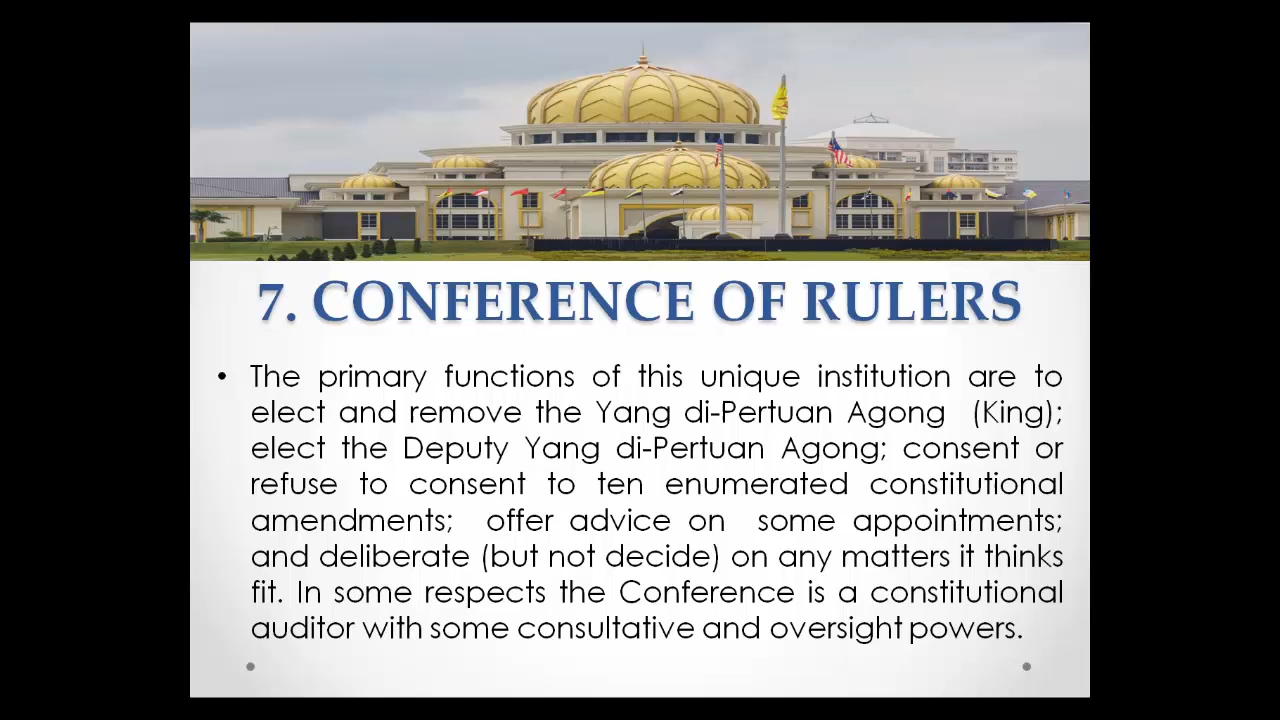 7. CONFERENCE OF RULERS
• The primary functions of this unique institution are to
elect and remove the Yang di-Pertuan Agong (King);
elect the Deputy Yang di-Pertuan Agong; consent or
refuse to consent to ten enumerated constitutional
amendments; offer advice on some appointments;
and deliberate (but not decide) on any matters it thinks
fit. In some respects the Conference is a constitutional
auditor with some consultative and oversight powers.